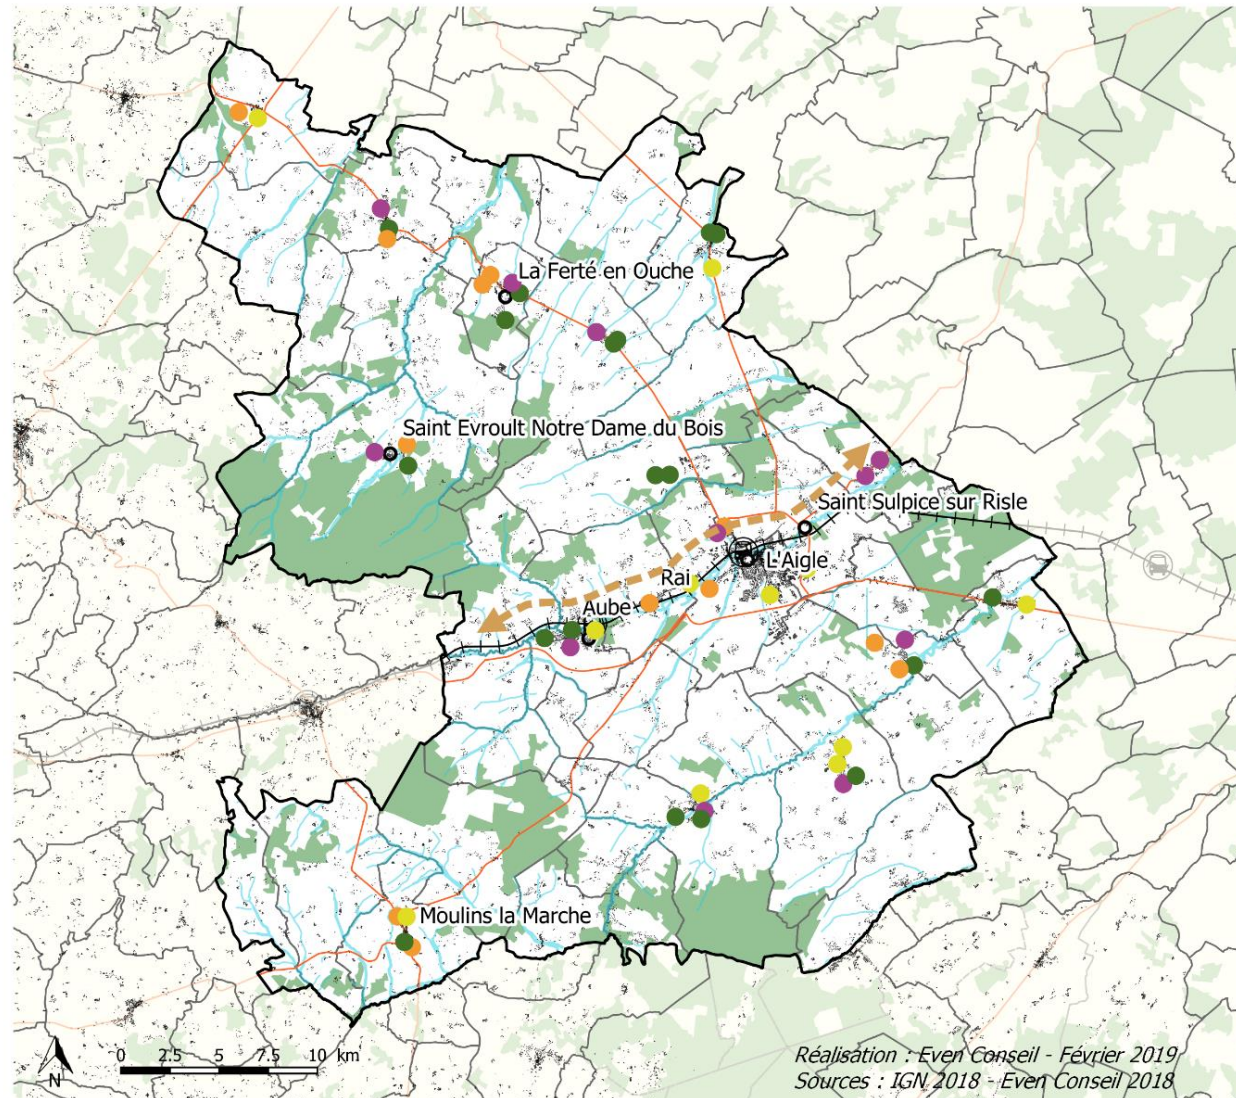 La Ferté en Ouche
Saint Evroult Notre Dame du Bois
Saint Sulpice sur Risle
L'Aigle
Rai
Aube
Moulins la Marche
0 2.5 5 7.5 10 km
N
Réalisation : Even Conseil - Février 2019
Sources : IGN 2018 - Even Conseil 2018